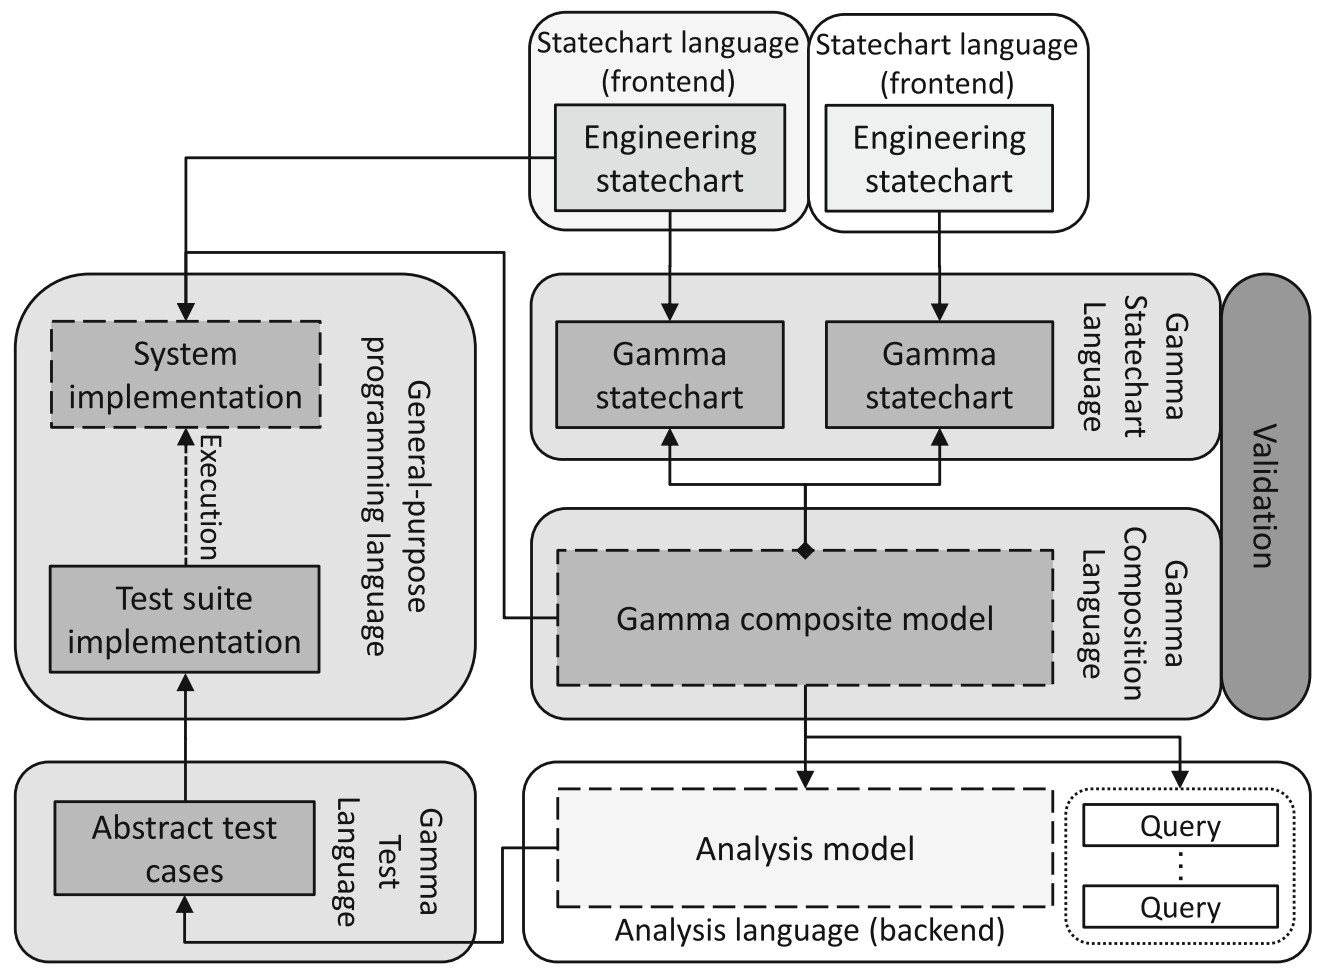 Statechart language
(frontend)
Engineering
statechart
Statechart language
(frontend)
Engineering
statechart
System
implementation
Execution
Test suite
implementation
General-purpose
programming language
Gamma
statechart
Gamma
statechart
Gamma
Statechart
Language
Validation
Gamma composite model
Gamma
Composition
Language
Abstract test
cases
Gamma
Test
Language
Analysis model
Analysis language (backend)
Query
⋮
Query